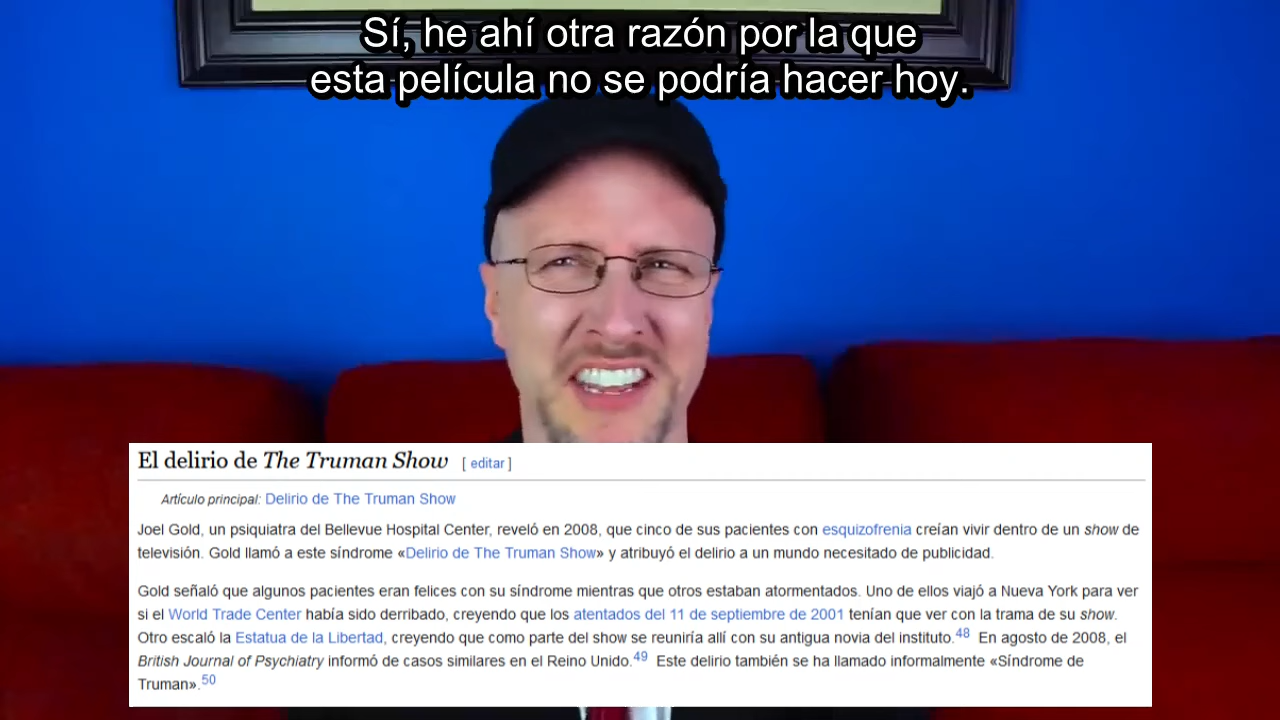 Sí, he ahí otra razón por la que
esta película no se podría hacer hoy.
El delirio de The Truman Show [ editar ]
Artículo principal: Delirio de The Truman Show
Joel Gold, un psiquiatra del Bellevue Hospital Center, reveló en 2008, que cinco de sus pacientes con esquizofrenia creían vivir dentro de un show de
televisión. Gold llamó a este síndrome «Delirio de The Truman Show» y atribuyó el delirio a un mundo necesitado de publicidad.
Gold señaló que algunos pacientes eran felices con su síndrome mientras que otros estaban atormentados. Uno de ellos viajó a Nueva York para ver
si el World Trade Center había sido derribado, creyendo que los atentados del 11 de septiembre de 2001 tenían que ver con la trama de su show.
Otro escaló la Estatua de la Libertad, creyendo que como parte del show se reuniría allí con su antigua novia del instituto.48 En agosto de 2008, el
British Journal of Psychiatry informó de casos similares en el Reino Unido.49 Este delirio también se ha llamado informalmente «Síndrome de
Truman».50